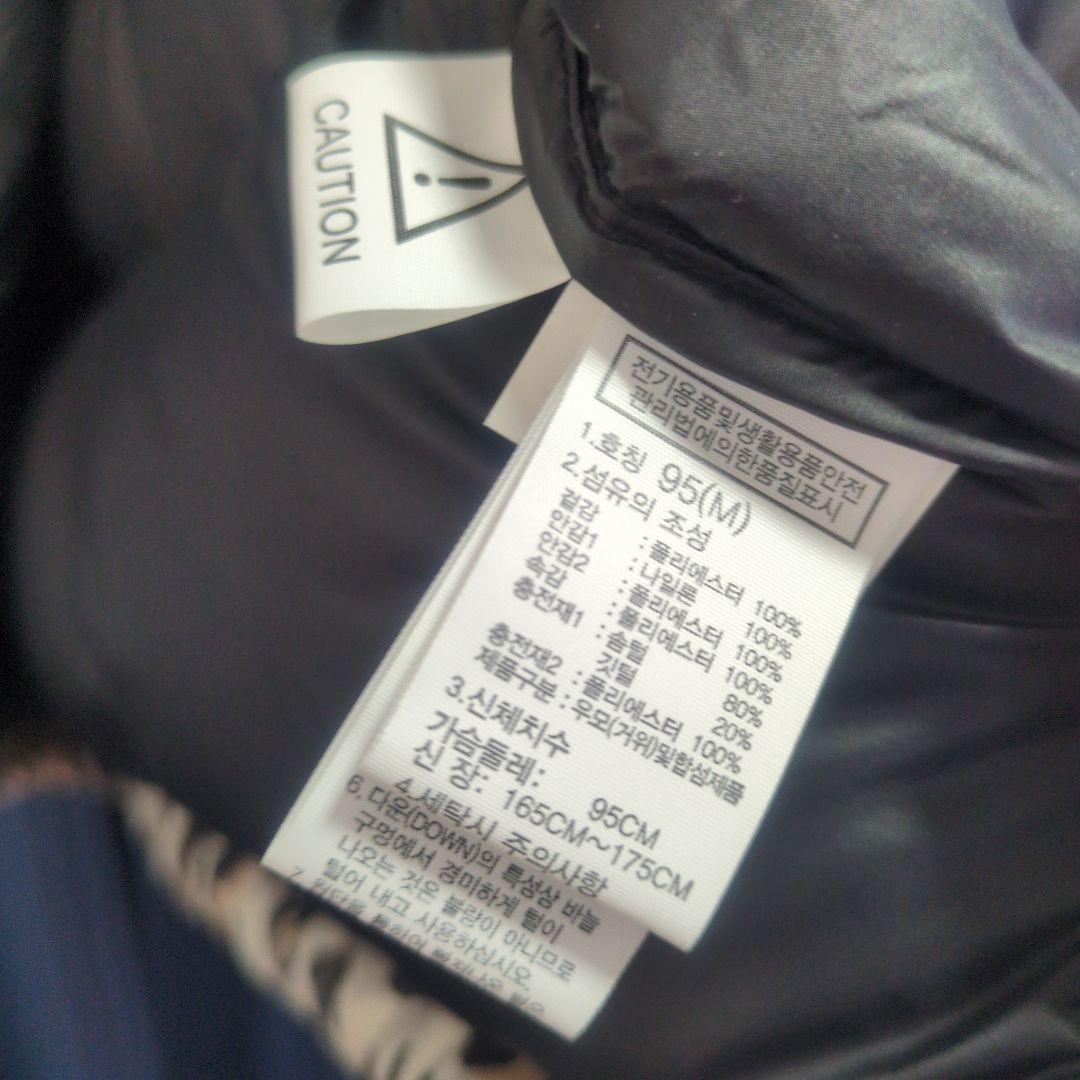 CAUTION
전기용품및생활용품안전
관리법에의한품질표시
1.호칭 95(M)
2.섬유의 조성
겉감 : 폴리에스터 100%
안감1 : 나일론 100%
안감2 : 폴리에스터 100%
속감 : 폴리에스터 100%
충전재1 : 솜털 80%
깃털 20%
충전재2 : 폴리에스터 100%
제품구분 : 우모(거위)및합성제품
3.신체치수
가슴둘레: 95CM
신 장: 165CM~175CM
4.세탁시 조의사항
6.다운(DOWN)의 특성상 바늘
구멍에서 경미하게 털이
나오는 것은 불량이 아니므로
털어 내고 사용하십시오.
7.